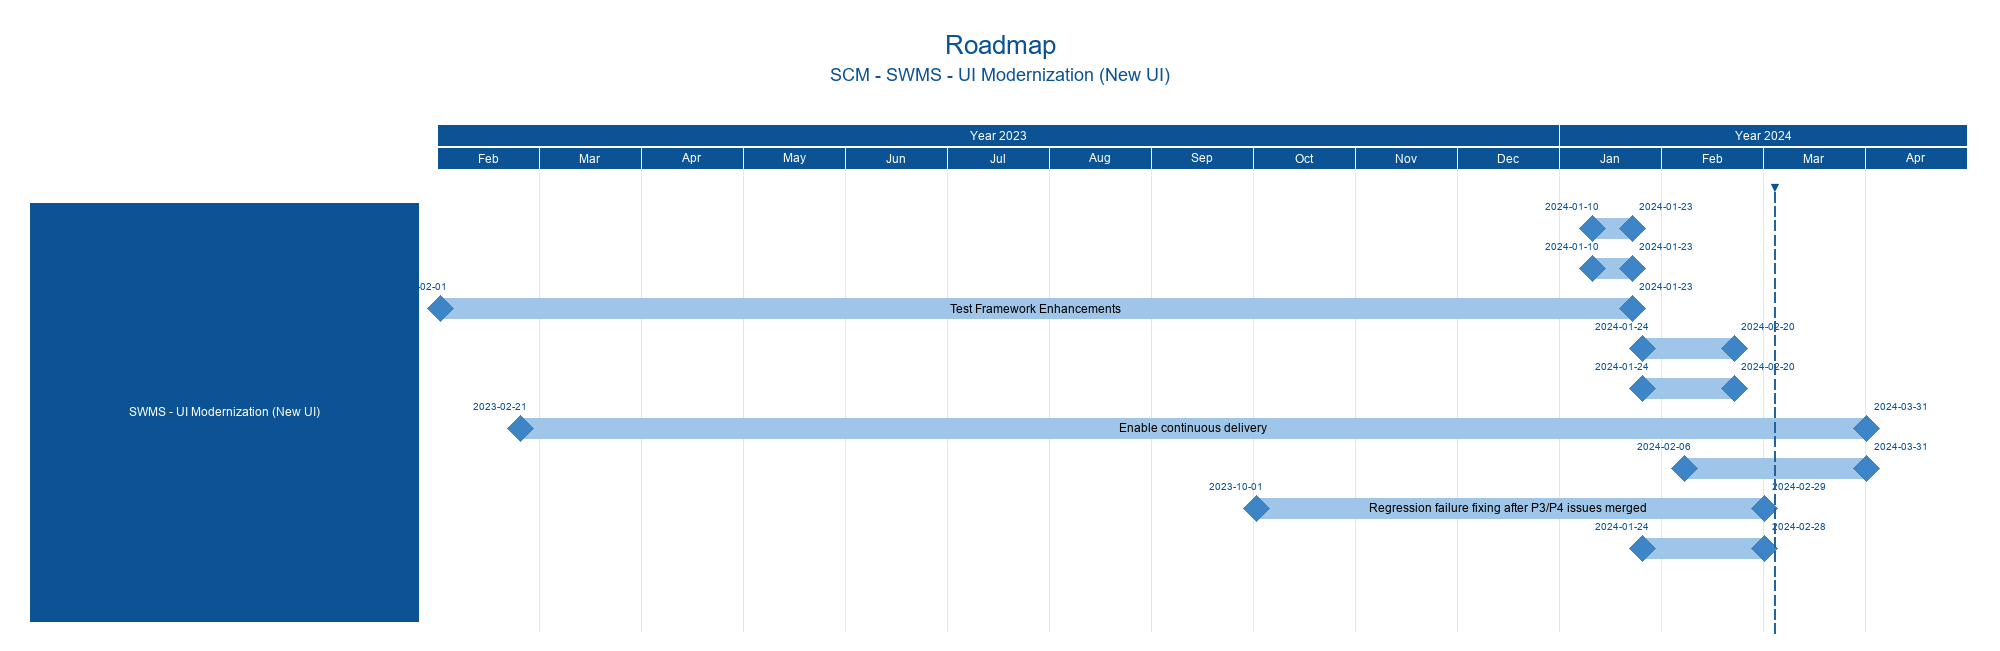 Roadmap
SCM - SWMS - UI Modernization (New UI)
Year 2023 Year 2024
Feb Mar Apr May Jun Jul Aug Sep Oct Nov Dec Jan Feb Mar Apr
2024-01-10 2024-01-23
2024-01-10 2024-01-23
-02-01 2024-01-23
Test Framework Enhancements
2024-01-24 2024-02-20
2024-01-24 2024-02-20
SWMS - UI Modernization (New UI)
2023-02-21 2024-03-31
Enable continuous delivery
2024-02-06 2024-03-31
2023-10-01 2024-02-29
Regression failure fixing after P3/P4 issues merged
2024-01-24 2024-02-28